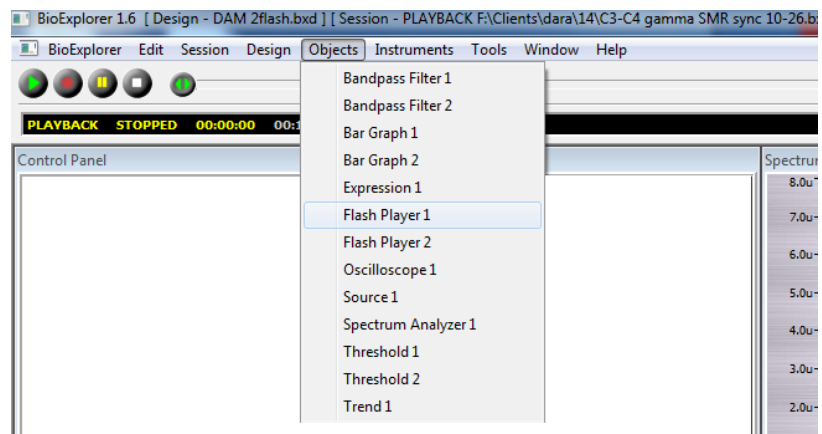 BioExplorer 1.6 [ Design - DAM 2flash.bxd ] [ Session - PLAYBACK F:\Clients\dara\14\C3-C4 gamma SMR sync 10-26.b
BioExplorer Edit Session Design Objects Instruments Tools Window Help
Bandpass Filter 1
Bandpass Filter 2
Bar Graph 1
Bar Graph 2
Expression 1
Flash Player 1
Flash Player 2
Oscilloscope 1
Source 1
Spectrum Analyzer 1
Threshold 1
Threshold 2
Trend 1
PLAYBACK STOPPED 00:00:00 00:1
Control Panel
Spectru
8.0u
7.0u
6.0u
5.0u
4.0u
3.0u
2.0u